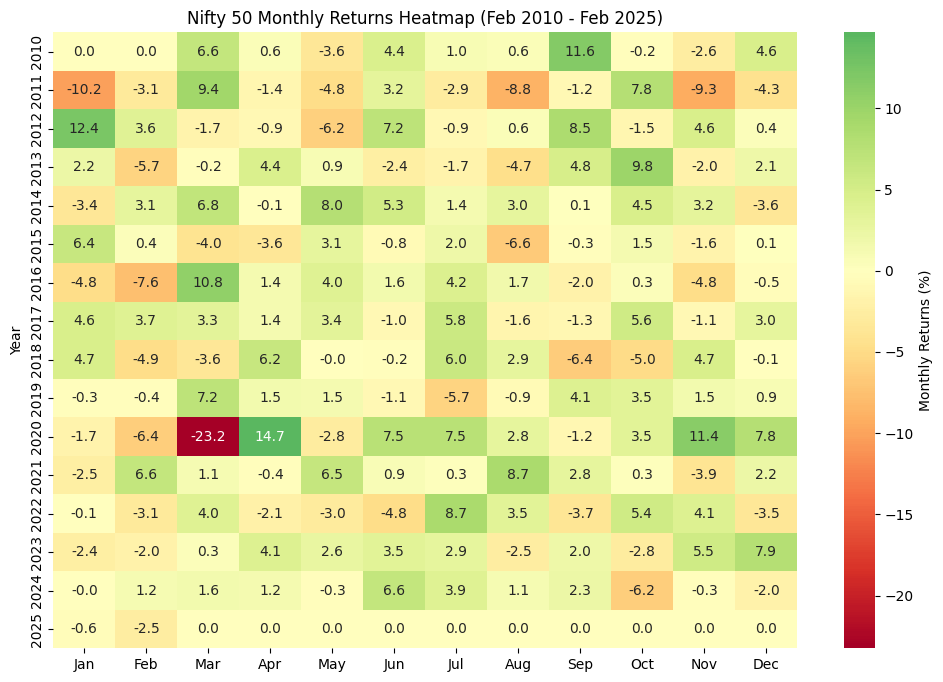 Nifty 50 Monthly Returns Heatmap (Feb 2010 - Feb 2025)
Year
2010 0.0 0.0 6.6 0.6 -3.6 4.4 1.0 0.6 11.6 -0.2 -2.6 4.6
2011 -10.2 -3.1 9.4 -1.4 -4.8 3.2 -2.9 -8.8 -1.2 7.8 -9.3 -4.3
2012 12.4 3.6 -1.7 -0.9 -6.2 7.2 -0.9 0.6 8.5 -1.5 4.6 0.4
2013 2.2 -5.7 -0.2 4.4 0.9 -2.4 -1.7 -4.7 4.8 9.8 -2.0 2.1
2014 -3.4 3.1 6.8 -0.1 8.0 5.3 1.4 3.0 0.1 4.5 3.2 -3.6
2015 6.4 0.4 -4.0 -3.6 3.1 -0.8 2.0 -6.6 -0.3 1.5 -1.6 0.1
2016 -4.8 -7.6 10.8 1.4 4.0 1.6 4.2 1.7 -2.0 0.3 -4.8 -0.5
2017 4.6 3.7 3.3 1.4 3.4 -1.0 5.8 -1.6 -1.3 5.6 -1.1 3.0
2018 4.7 -4.9 -3.6 6.2 -0.0 -0.2 6.0 2.9 -6.4 -5.0 4.7 -0.1
2019 -0.3 -0.4 7.2 1.5 1.5 -1.1 -5.7 -0.9 4.1 3.5 1.5 0.9
2020 -1.7 -6.4 -23.2 14.7 -2.8 7.5 7.5 2.8 -1.2 3.5 11.4 7.8
2021 -2.5 6.6 1.1 -0.4 6.5 0.9 0.3 8.7 2.8 0.3 -3.9 2.2
2022 -0.1 -3.1 4.0 -2.1 -3.0 -4.8 8.7 3.5 -3.7 5.4 4.1 -3.5
2023 -2.4 -2.0 0.3 4.1 2.6 3.5 2.9 -2.5 2.0 -2.8 5.5 7.9
2024 -0.0 1.2 1.6 1.2 -0.3 6.6 3.9 1.1 2.3 -6.2 -0.3 -2.0
2025 -0.6 -2.5 0.0 0.0 0.0 0.0 0.0 0.0 0.0 0.0 0.0 0.0
Jan Feb Mar Apr May Jun Jul Aug Sep Oct Nov Dec
10
5
0
−5
−10
−15
−20
Monthly Returns (%)